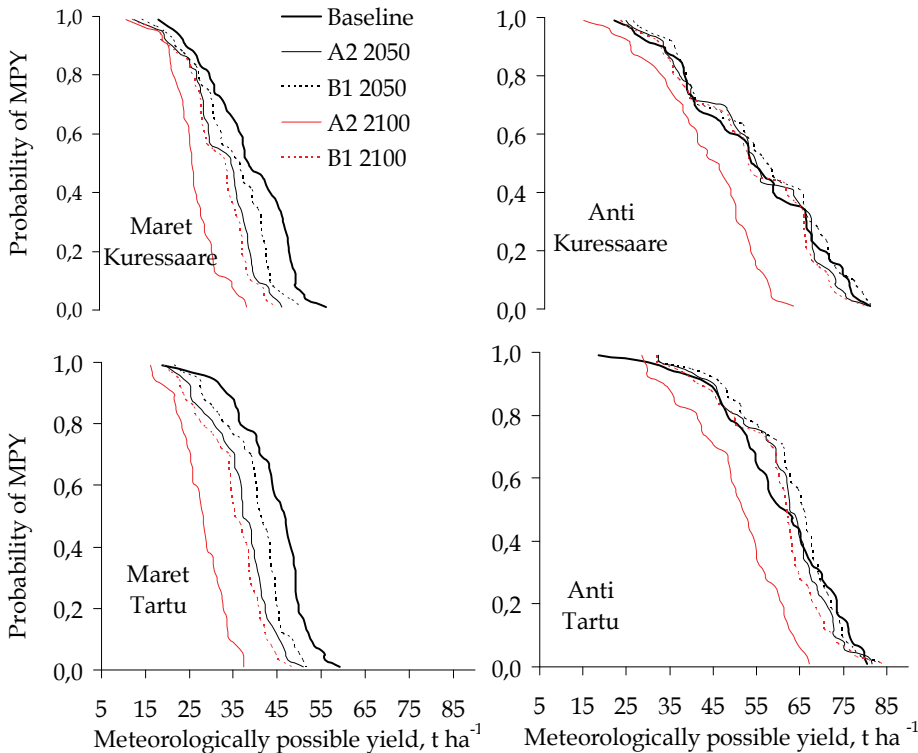 Baseline
A2 2050
B1 2050
A2 2100
B1 2100
Probability of MPY
1,0
0,8
0,6
0,4
0,2
0,0
Maret
Kuressaare
1,0
0,8
0,6
0,4
0,2
0,0
Anti
Kuressaare
Probability of MPY
1,0
0,8
0,6
0,4
0,2
0,0
Maret
Tartu
5 15 25 35 45 55 65 75 85
Meteorologically possible yield, t ha⁻¹
1,0
0,8
0,6
0,4
0,2
0,0
Anti
Tartu
5 15 25 35 45 55 65 75 85
Meteorologically possible yield, t ha⁻¹